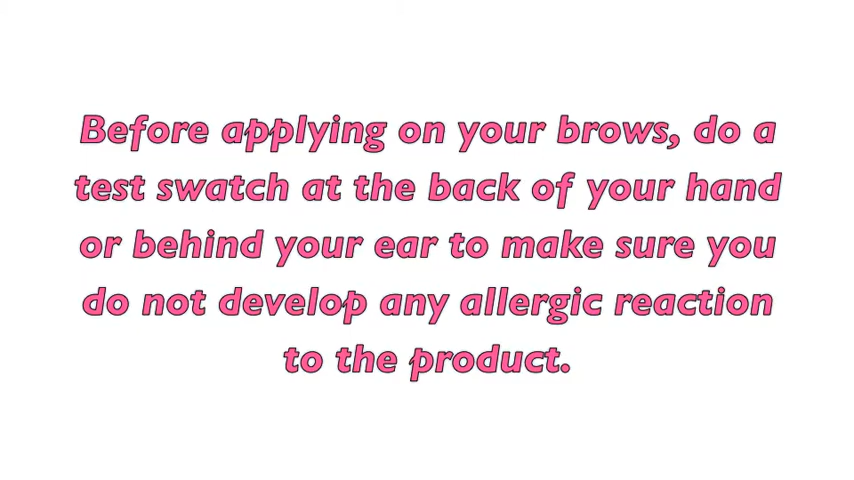 Before applying on your brows, do a
test swatch at the back of your hand
or behind your ear to make sure you
do not develop any allergic reaction
to the product.